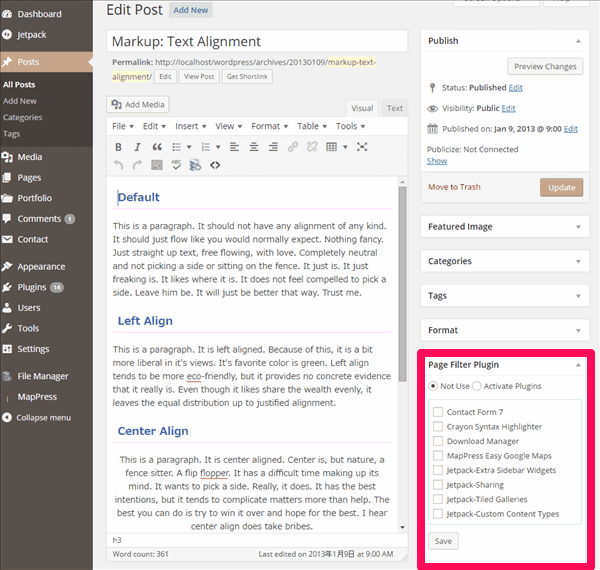 Dashboard
Jetpack
Posts
All Posts
Add New
Categories
Tags
Media
Pages
Portfolio
Comments 1
Contact
Appearance
Plugins 14
Users
Tools
Settings
File Manager
MapPress
Collapse menu
Edit Post Add New
Markup: Text Alignment
Permalink: http://localhost/wordpress/archives/20130109/markup-text-
alignment/ Edit View Post Get Shortlink
Add Media
Visual Text
File Edit Insert View Format Table Tools
B I
ABC
Default
This is a paragraph. It should not have any alignment of any kind.
It should just flow like you would normally expect. Nothing fancy.
Just straight up text, free flowing, with love. Completely neutral
and not picking a side or sitting on the fence. It just is. It just
freaking is. It likes where it is. It does not feel compelled to pick a
side. Leave him be. It will just be better that way. Trust me.
Left Align
This is a paragraph. It is left aligned. Because of this, it is a bit
more liberal in it's views. It's favorite color is green. Left align
tends to be more eco-friendly, but it provides no concrete evidence
that it really is. Even though it likes share the wealth evenly, it
leaves the equal distribution up to justified alignment.
Center Align
This is a paragraph. It is center aligned. Center is, but nature, a
fence sitter. A flip flopper. It has a difficult time making up its
mind. It wants to pick a side. Really, it does. It has the best
intentions, but it tends to complicate matters more than help. The
best you can do is try to win it over and hope for the best. I hear
center align does take bribes.
h3
Word count: 361 Last edited on 2013年1月9日 at 9:00 AM
Publish
Preview Changes
Status: Published Edit
Visibility: Public Edit
Published on: Jan 9, 2013 @ 9:00 Edit
Publicize: Not Connected
Show
Move to Trash Update
Featured Image
Categories
Tags
Format
Page Filter Plugin
Not Use Activate Plugins
Contact Form 7
Crayon Syntax Highlighter
Download Manager
MapPress Easy Google Maps
Jetpack-Extra Sidebar Widgets
Jetpack-Sharing
Jetpack-Tiled Galleries
Jetpack-Custom Content Types
Save